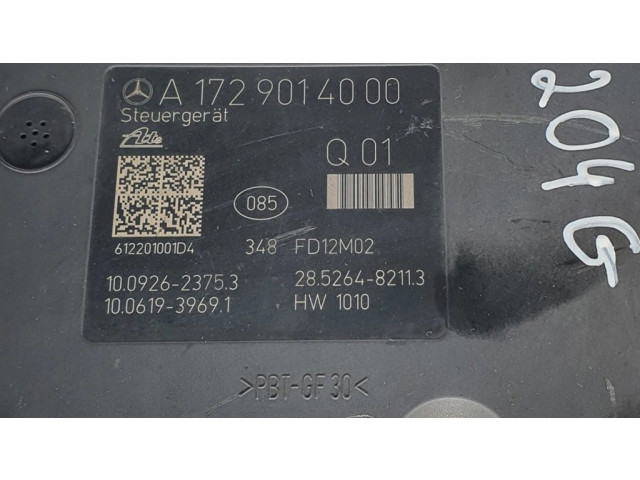 A 172 901 40 00
Steuergerät
Ate
Q 01
085
612201001D4
348 FD12M02
10.0926-2375.3
28.5264-8211.3
10.0619-3969.1
HW 1010
>PBT-GF30<
204 G